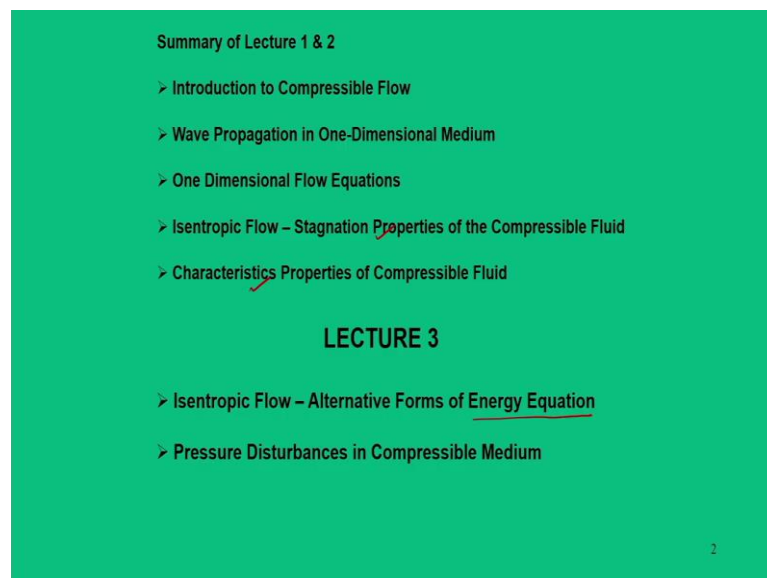 Summary of Lecture 1 & 2
➢ Introduction to Compressible Flow
➢ Wave Propagation in One-Dimensional Medium
➢ One Dimensional Flow Equations
➢ Isentropic Flow – Stagnation Properties of the Compressible Fluid
➢ Characteristics Properties of Compressible Fluid
LECTURE 3
➢ Isentropic Flow – Alternative Forms of Energy Equation
➢ Pressure Disturbances in Compressible Medium
2